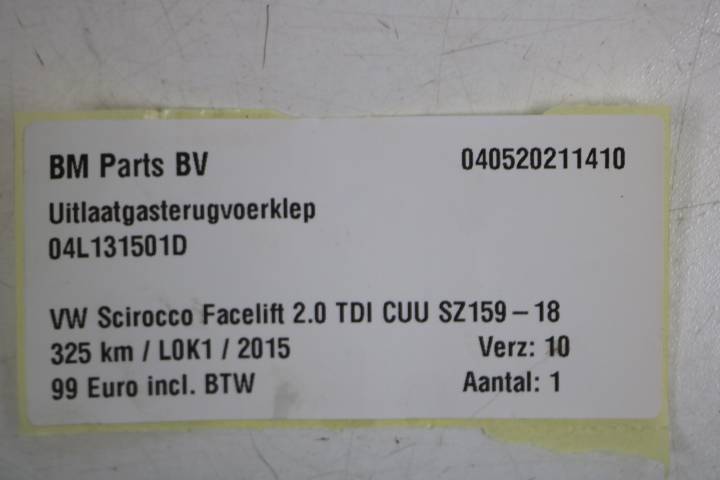 BM Parts BV 040520211410
Uitlaatgasterugvoerklep
04L131501D
VW Scirocco Facelift 2.0 TDI CUU SZ159 – 18
325 km / L0K1 / 2015 Verz: 10
99 Euro incl. BTW Aantal: 1